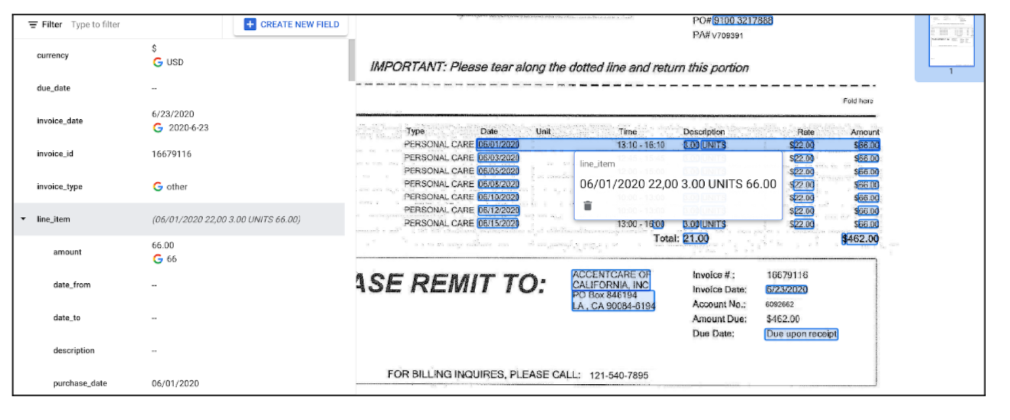 Filter Type to filter
CREATE NEW FIELD
currency
$
USD
due_date
--
invoice_date
6/23/2020
2020-6-23
invoice_id
16679116
invoice_type
other
line_item
(06/01/2020 22,00 3.00 UNITS 66.00)
amount
66.00
66
date_from
--
date_to
--
description
--
purchase_date
06/01/2020
PO# 9100 3217888
PA# V709391
IMPORTANT: Please tear along the dotted line and return this portion
Fold here
Type Date Unit Time Description Rate Amount
PERSONAL CARE 06/01/2020 13:10 - 16:10 3.00 UNITS $22.00 $66.00
PERSONAL CARE 06/03/2020 $22.00 $66.00
PERSONAL CARE 06/05/2020 $22.00 $66.00
PERSONAL CARE 06/08/2020 $22.00 $66.00
PERSONAL CARE 06/10/2020 $22.00 $66.00
PERSONAL CARE 06/12/2020 $22.00 $66.00
PERSONAL CARE 06/15/2020 13:00 - 16:00 3.00 UNITS $22.00 $66.00
line_item
06/01/2020 22,00 3.00 UNITS 66.00
Total: 21.00 $462.00
ASE REMIT TO:
ACCENTCARE OF
CALIFORNIA, INC
PO Box 846194
LA , CA 90084-6194
Invoice # : 16679116
Invoice Date: 6/23/2020
Account No.: 6092662
Amount Due: $462.00
Due Date: Due upon receipt
FOR BILLING INQUIRES, PLEASE CALL: 121-540-7895
1